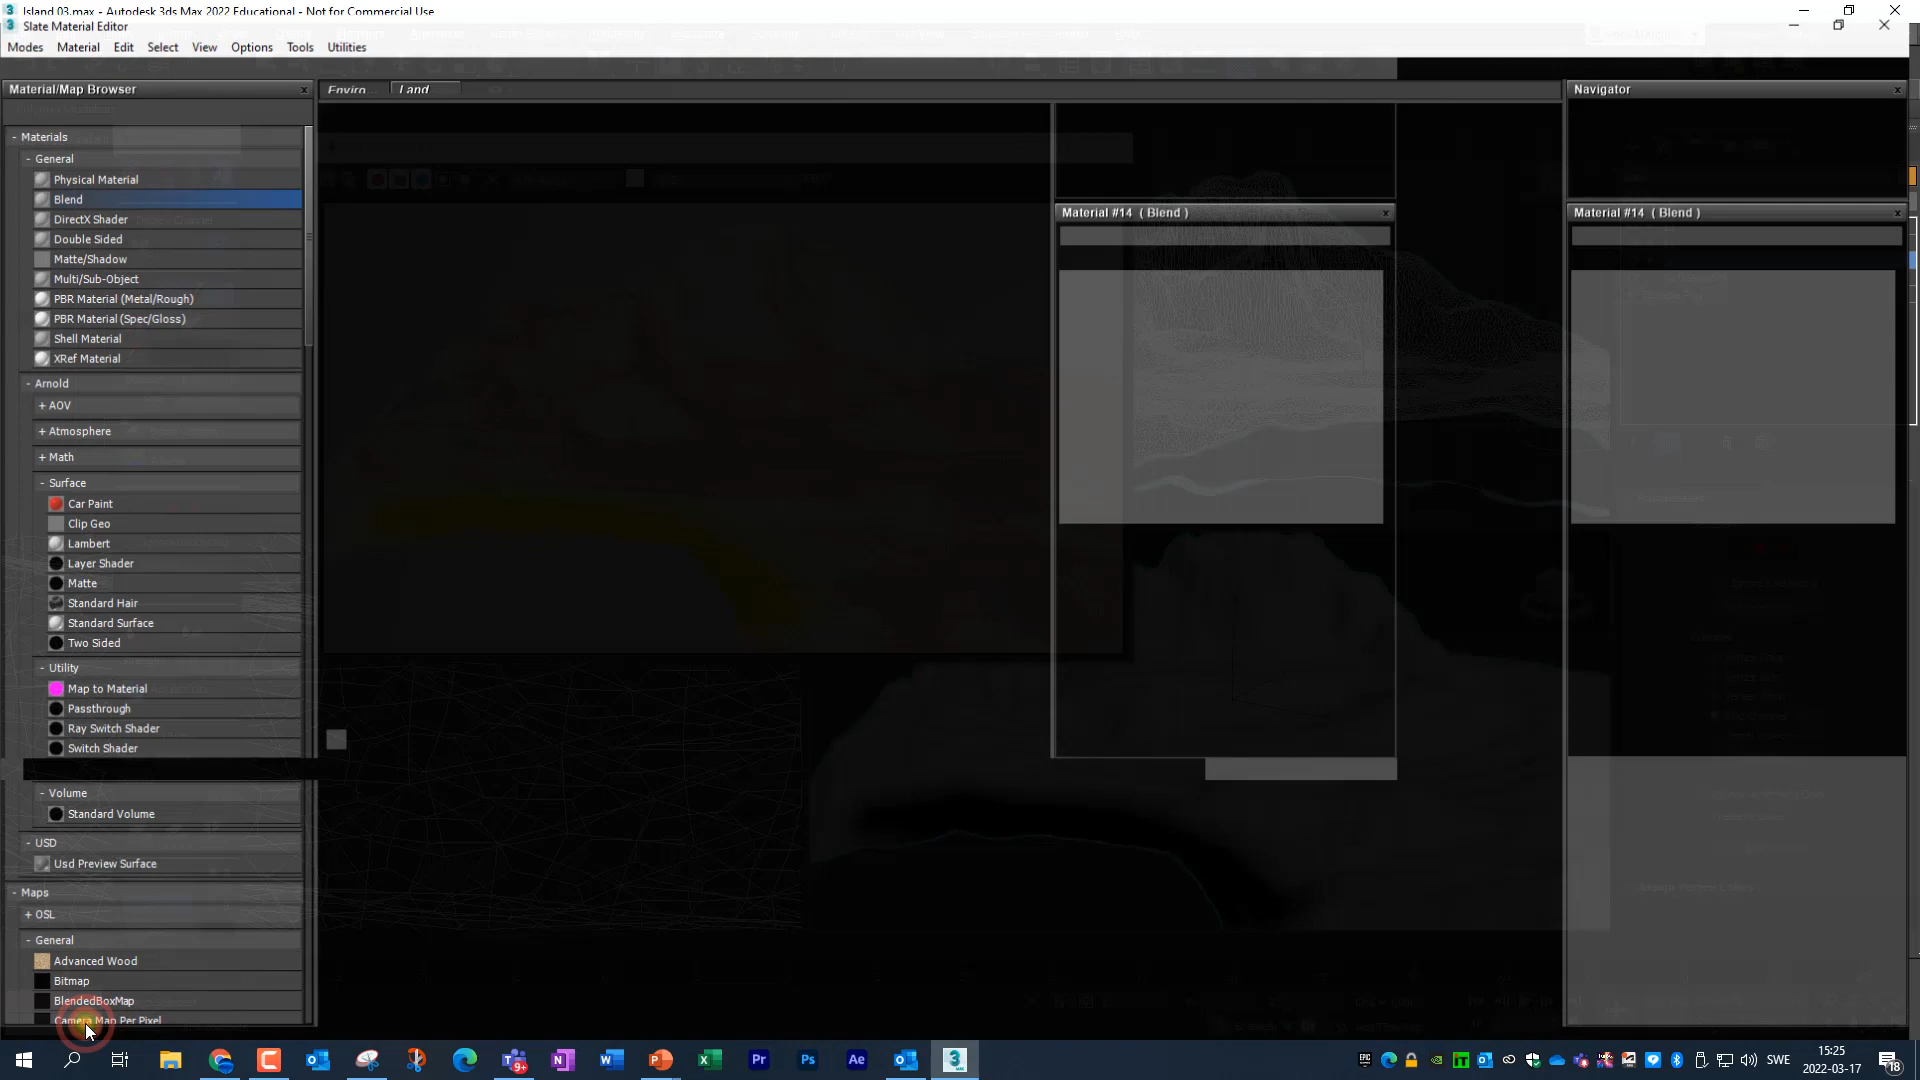 Island 03.max - Autodesk 3ds Max 2022 Educational - Not for Commercial Use
Slate Material Editor
Modes Material Edit Select View Options Tools Utilities
Material/Map Browser
Enviro... Land
Navigator
- Materials
- General
Physical Material
Blend
DirectX Shader
Double Sided
Matte/Shadow
Multi/Sub-Object
PBR Material (Metal/Rough)
PBR Material (Spec/Gloss)
Shell Material
XRef Material
- Arnold
+ AOV
+ Atmosphere
+ Math
- Surface
Car Paint
Clip Geo
Lambert
Layer Shader
Matte
Standard Hair
Standard Surface
Two Sided
- Utility
Map to Material
Passthrough
Ray Switch Shader
Switch Shader
- Volume
Standard Volume
- USD
Usd Preview Surface
- Maps
+ OSL
- General
Advanced Wood
Bitmap
BlendedBoxMap
Camera Map Per Pixel
Material #14 ( Blend )
Material #14 ( Blend )
SWE
15:25
2022-03-17
18